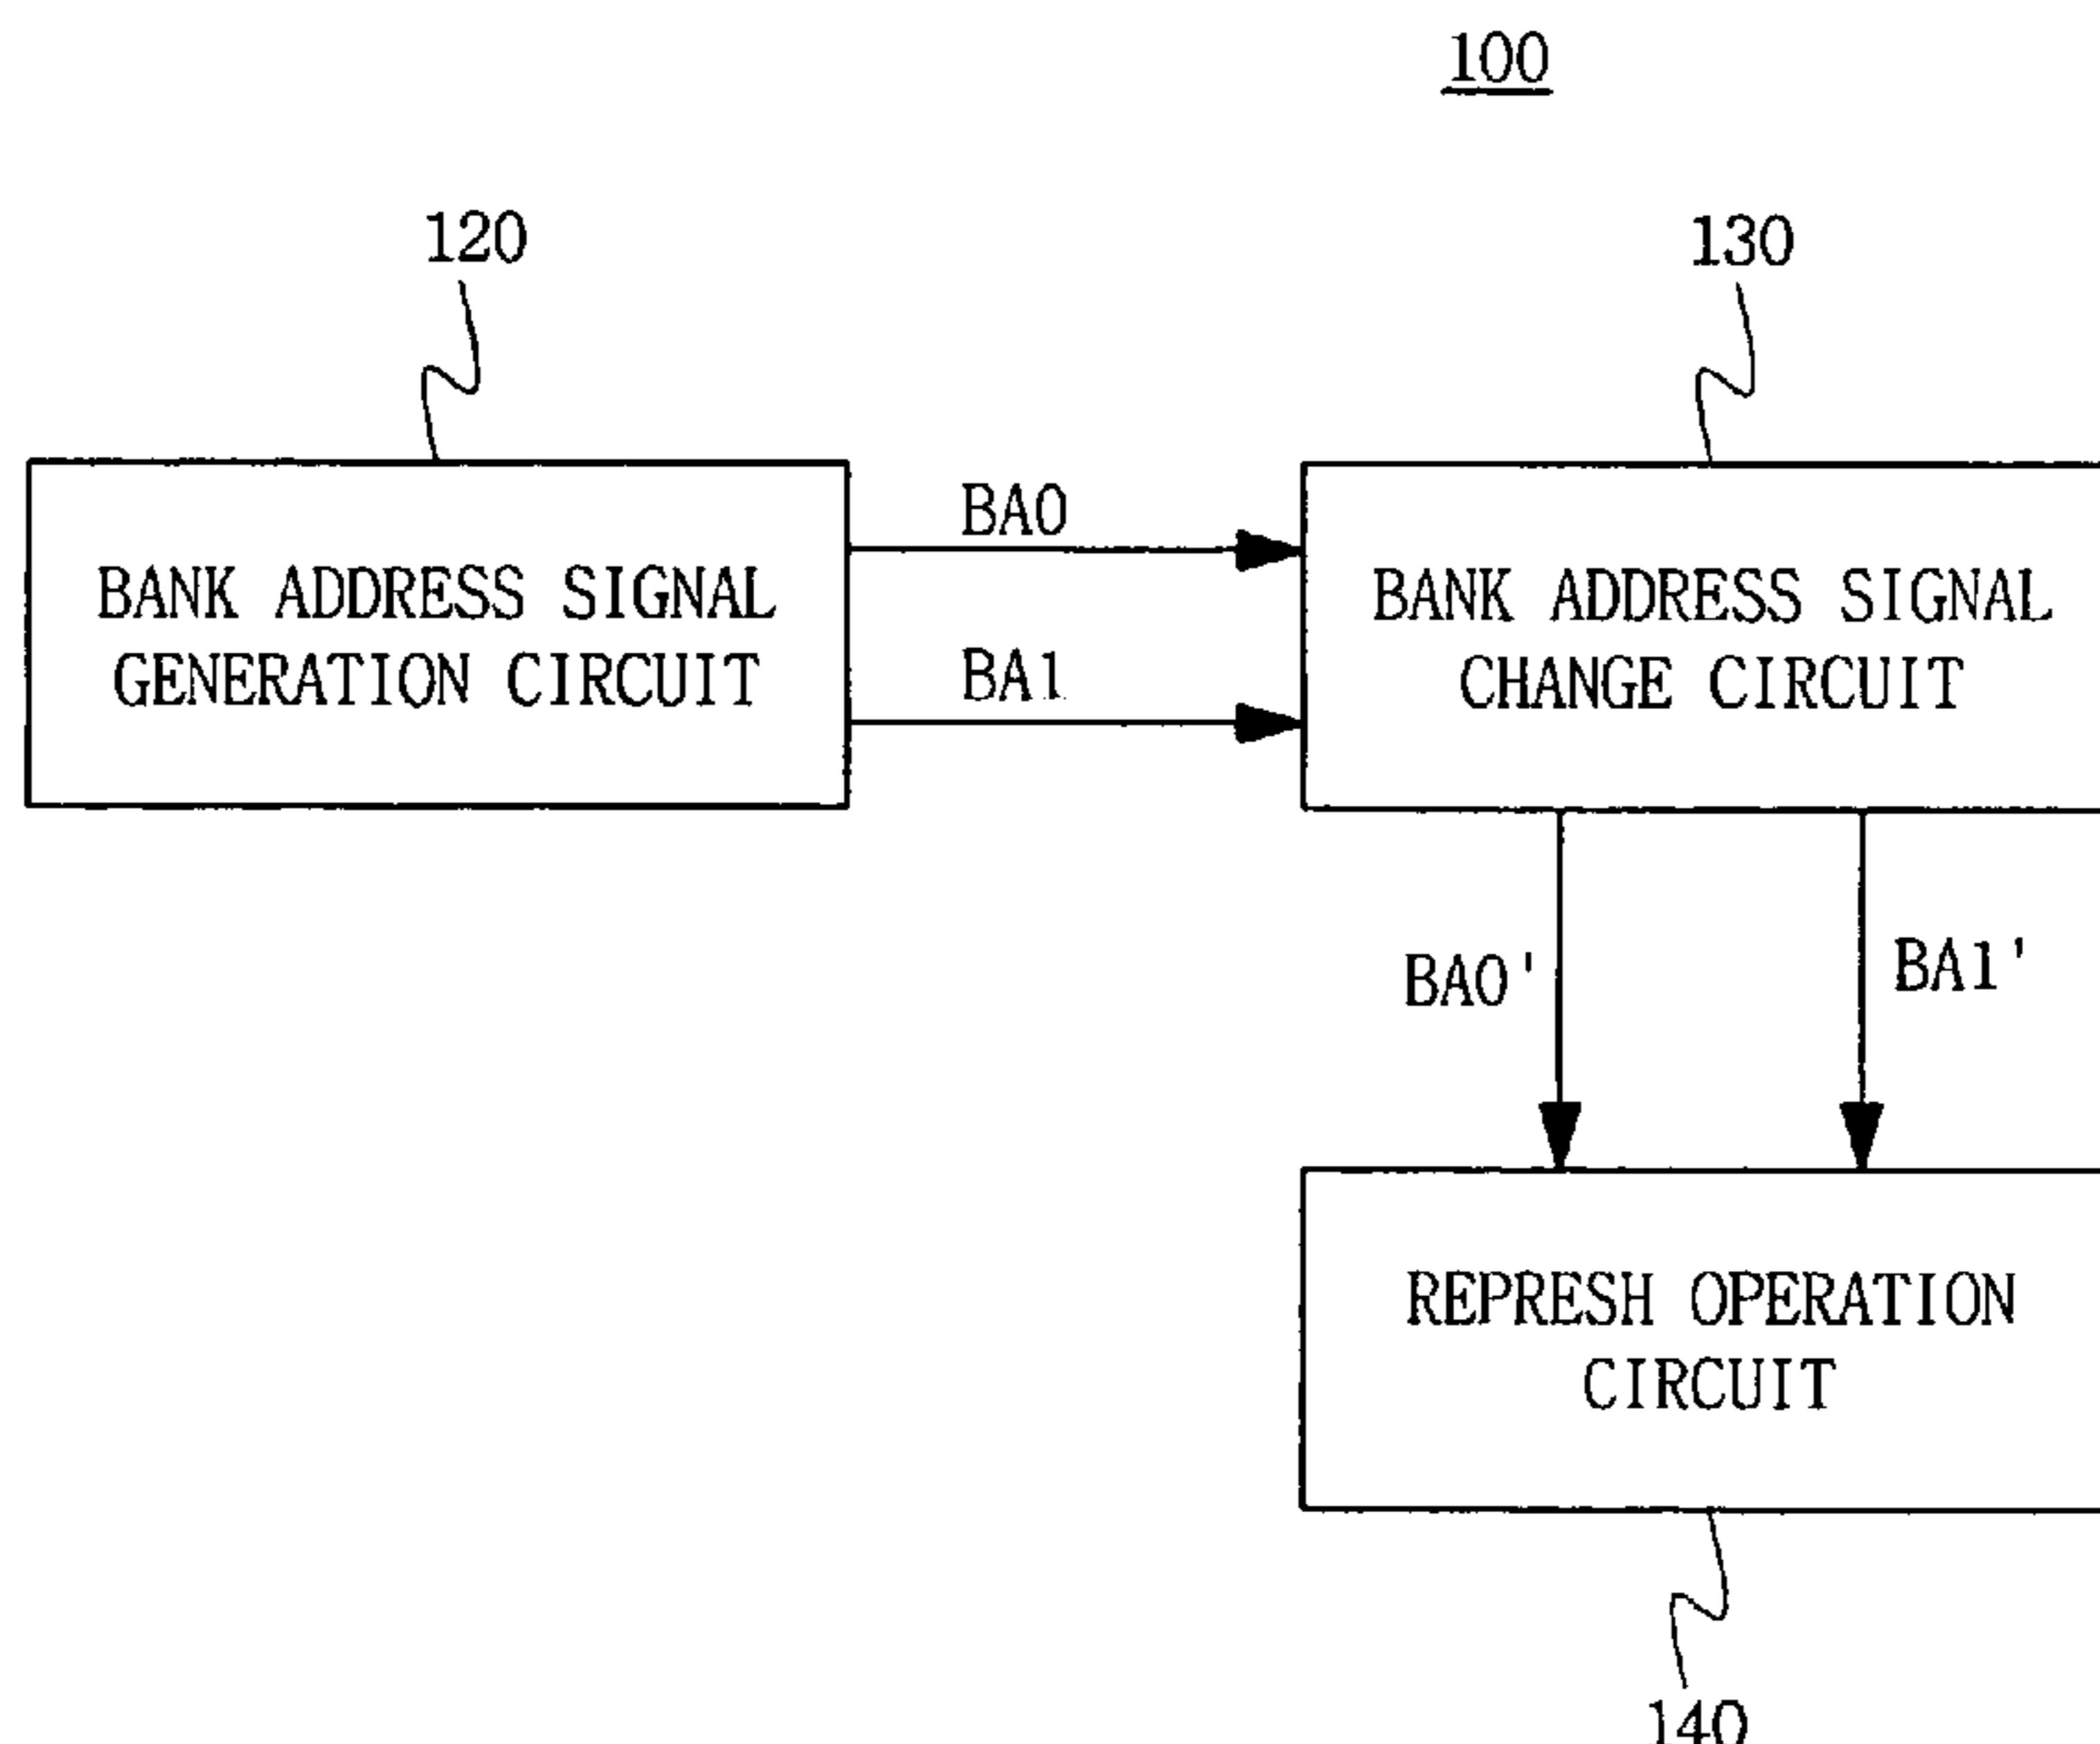 100
120
130
BANK ADDRESS SIGNAL
GENERATION CIRCUIT
BA0
BA1
BANK ADDRESS SIGNAL
CHANGE CIRCUIT
BA0'
BA1'
REPRESH OPERATION
CIRCUIT
140